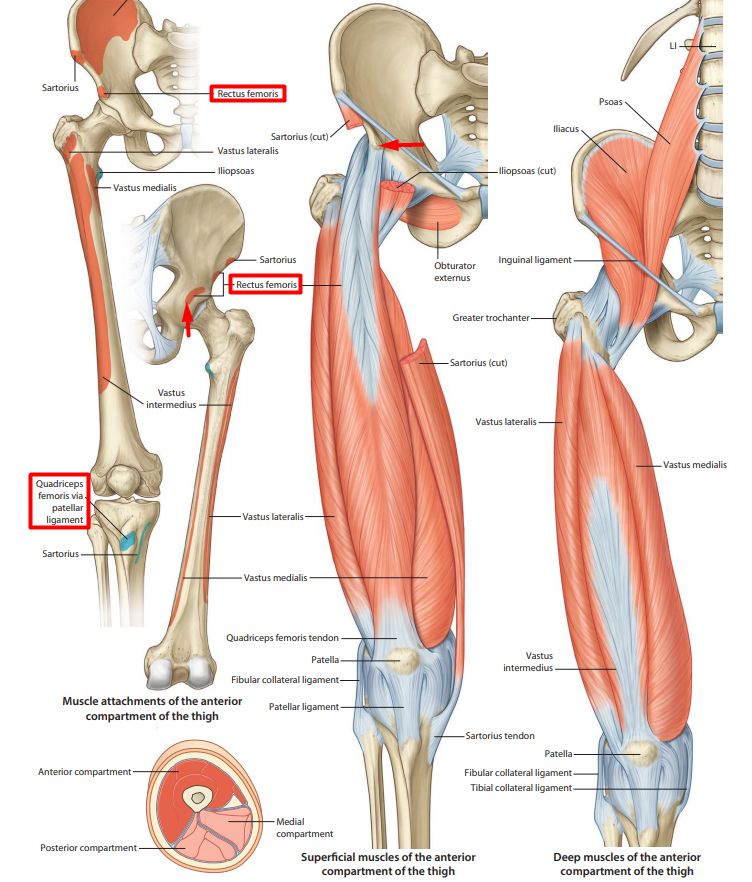 Sartorius
Rectus femoris
Vastus lateralis
Iliopsoas
Vastus medialis
Sartorius
Rectus femoris
Vastus
intermedius
Quadriceps
femoris via
patellar
ligament
Sartorius
Vastus lateralis
Vastus medialis
Muscle attachments of the anterior
compartment of the thigh
Anterior compartment
Posterior compartment
Medial
compartment
Sartorius (cut)
Iliopsoas (cut)
Obturator
externus
Sartorius (cut)
Quadriceps femoris tendon
Patella
Fibular collateral ligament
Patellar ligament
Sartorius tendon
Superficial muscles of the anterior
compartment of the thigh
LI
Psoas
Iliacus
Inguinal ligament
Greater trochanter
Vastus lateralis
Vastus medialis
Vastus
intermedius
Patella
Fibular collateral ligament
Tibial collateral ligament
Deep muscles of the anterior
compartment of the thigh